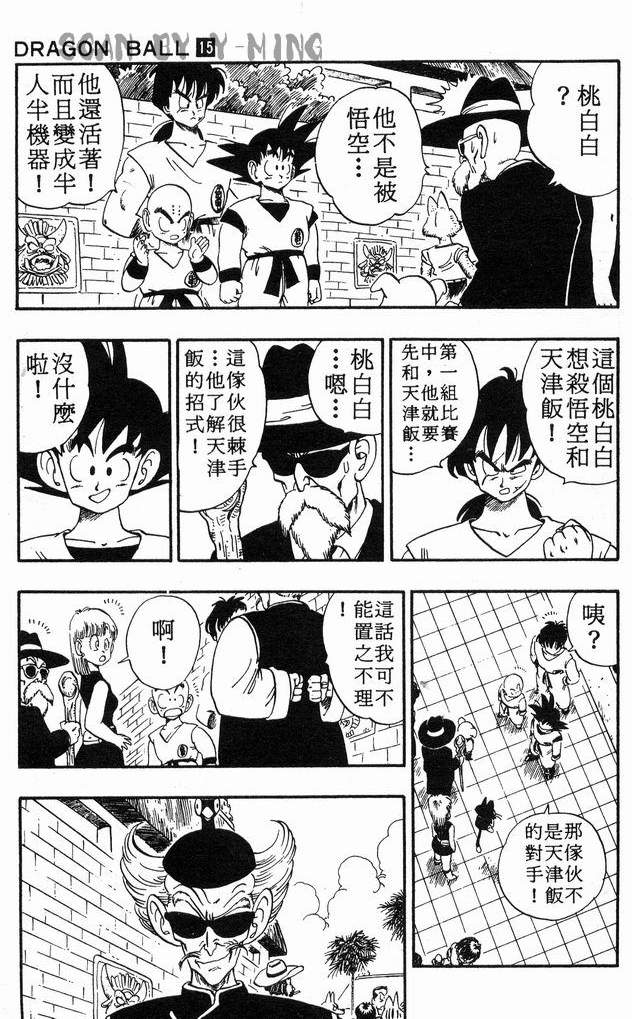 SCAN BY Y-MING
DRAGON BALL 15
桃白白
？
他不是被
悟空…
他還活著！
而且變成半
人半機器！
這個桃白白
想殺悟空和
天津飯！
第一組比賽
中，他就要
先和天津飯…
桃白白
…嗯…
這傢伙很棘手
…他了解天津
飯的招式！
沒什麼
啦！
咦？
那傢伙不
是天津飯
的對手！
這話我可不
能置之不理
！
啊！